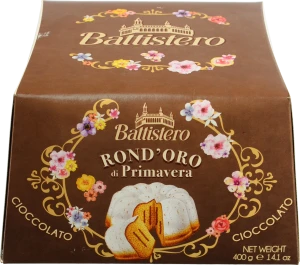 Battistero
Battistero
ROND'ORO
di Primavera
CIOCCOLATO
CIOCCOLATO
NET WEIGHT
400 g ℮ 14.1 oz